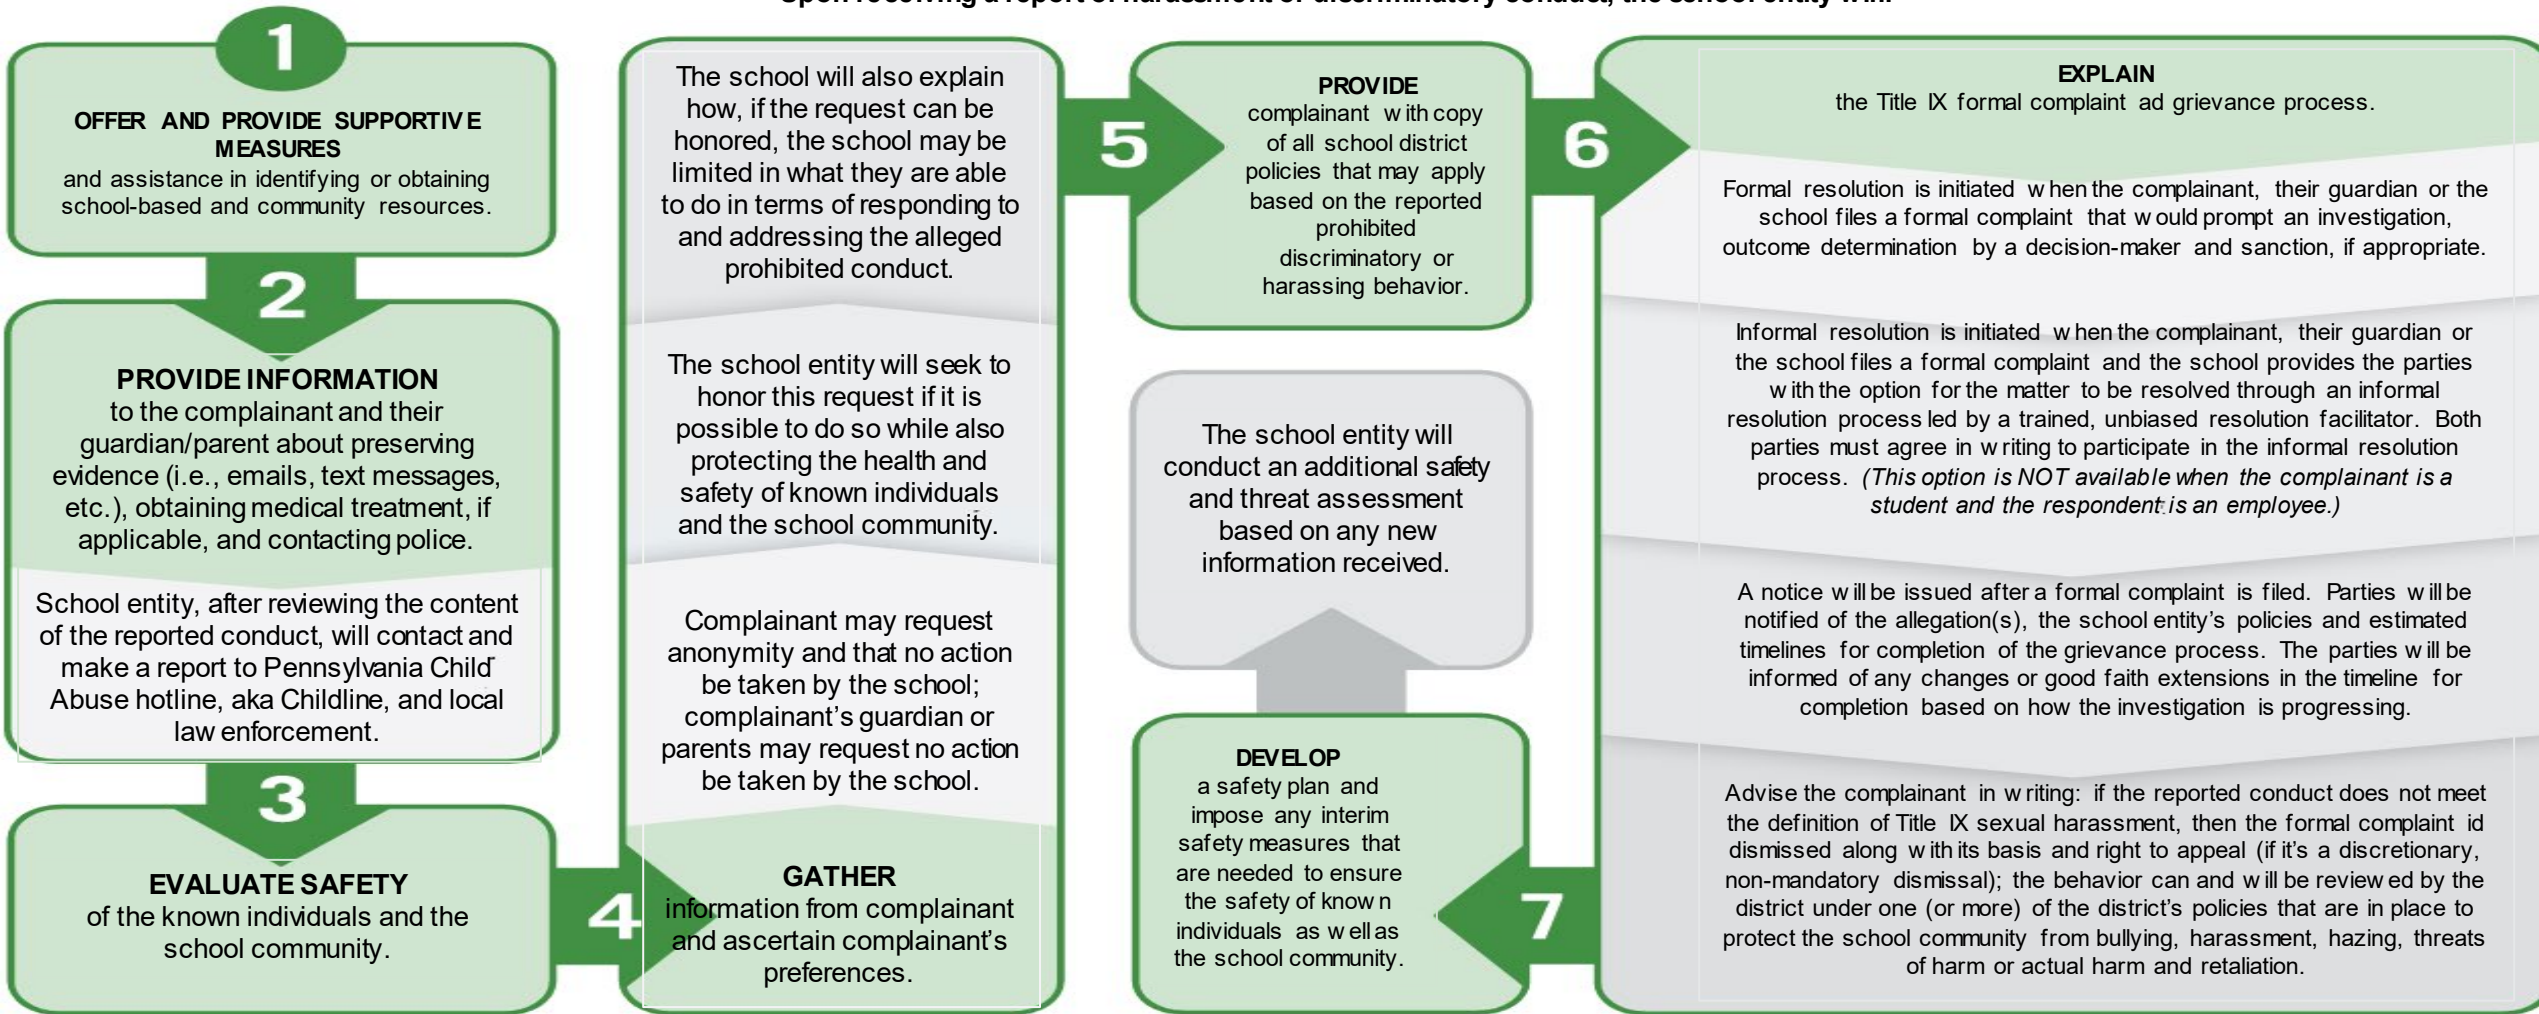 Upon receiving a report of harassment or discriminatory conduct, the school entity will:
1
OFFER AND PROVIDE SUPPORTIVE
MEASURES
and assistance in identifying or obtaining
school-based and community resources.
2
PROVIDE INFORMATION
to the complainant and their
guardian/parent about preserving
evidence (i.e., emails, text messages,
etc.), obtaining medical treatment, if
applicable, and contacting police.
School entity, after reviewing the content
of the reported conduct, will contact and
make a report to Pennsylvania Child
Abuse hotline, aka Childline, and local
law enforcement.
3
EVALUATE SAFETY
of the known individuals and the
school community.
4
GATHER
information from complainant
and ascertain complainant's
preferences.
Complainant may request
anonymity and that no action
be taken by the school;
complainant's guardian or
parents may request no action
be taken by the school.
The school entity will seek to
honor this request if it is
possible to do so while also
protecting the health and
safety of known individuals
and the school community.
The school will also explain
how, if the request can be
honored, the school may be
limited in what they are able
to do in terms of responding to
and addressing the alleged
prohibited conduct.
5
PROVIDE
complainant with copy
of all school district
policies that may apply
based on the reported
prohibited
discriminatory or
harassing behavior.
6
EXPLAIN
the Title IX formal complaint ad grievance process.
Formal resolution is initiated when the complainant, their guardian or the
school files a formal complaint that would prompt an investigation,
outcome determination by a decision-maker and sanction, if appropriate.
Informal resolution is initiated when the complainant, their guardian or
the school files a formal complaint and the school provides the parties
with the option for the matter to be resolved through an informal
resolution process led by a trained, unbiased resolution facilitator. Both
parties must agree in writing to participate in the informal resolution
process. (This option is NOT available when the complainant is a
student and the respondent is an employee.)
A notice will be issued after a formal complaint is filed. Parties will be
notified of the allegation(s), the school entity's policies and estimated
timelines for completion of the grievance process. The parties will be
informed of any changes or good faith extensions in the timeline for
completion based on how the investigation is progressing.
Advise the complainant in writing: if the reported conduct does not meet
the definition of Title IX sexual harassment, then the formal complaint id
dismissed along with its basis and right to appeal (if it's a discretionary,
non-mandatory dismissal); the behavior can and will be reviewed by the
district under one (or more) of the district's policies that are in place to
protect the school community from bullying, harassment, hazing, threats
of harm or actual harm and retaliation.
7
DEVELOP
a safety plan and
impose any interim
safety measures that
are needed to ensure
the safety of known
individuals as well as
the school community.
The school entity will
conduct an additional safety
and threat assessment
based on any new
information received.